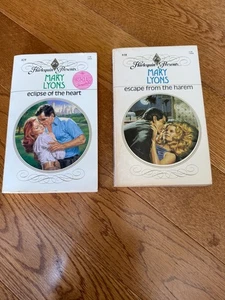 Harlequin Presents
MARY
LYONS
eclipse of the heart
Harlequin Presents
MARY
LYONS
escape from the harem